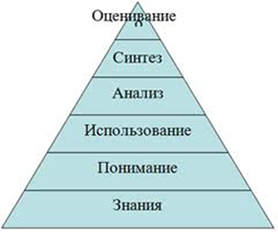 Оценивание
Синтез
Анализ
Использование
Понимание
Знания